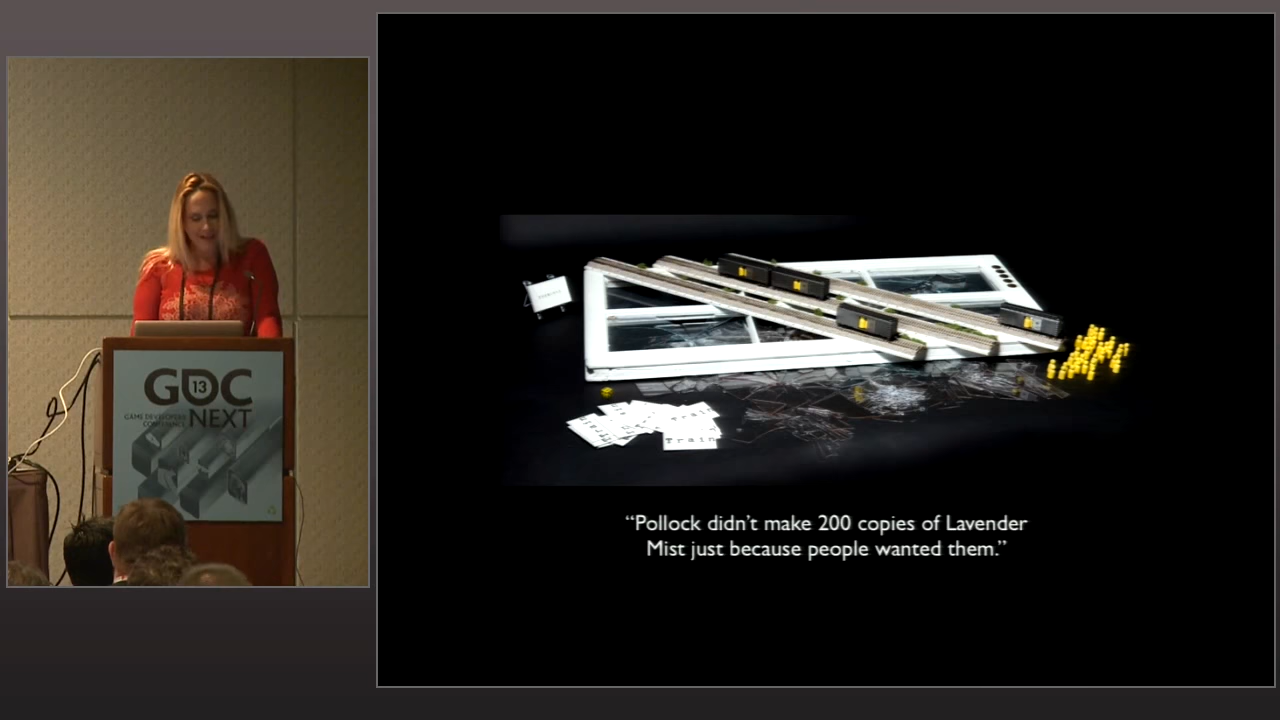 GDC
13
NEXT
GAME DEVELOPERS
CONFERENCE
Train
“Pollock didn’t make 200 copies of Lavender
Mist just because people wanted them.”